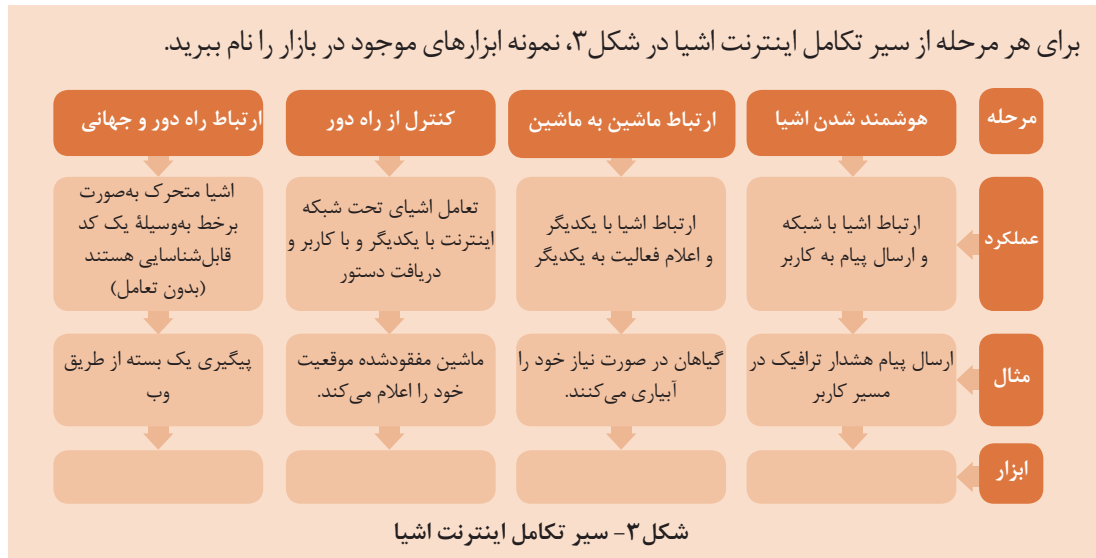 برای هر مرحله از سیر تکامل اینترنت اشیا در شکل۳، نمونه ابزارهای موجود در بازار را نام ببرید.
مرحله
هوشمند شدن اشیا
ارتباط ماشین به ماشین
کنترل از راه دور
ارتباط راه دور و جهانی
عملکرد
ارتباط اشیا با شبکه
و ارسال پیام به کاربر
ارتباط اشیا با یکدیگر
و اعلام فعالیت به یکدیگر
تعامل اشیای تحت شبکه
اینترنت با یکدیگر و با کاربر و
دریافت دستور
اشیا متحرک به‌صورت
برخط به‌وسیلۀ یک کد
قابل‌شناسایی هستند
(بدون تعامل)
مثال
ارسال پیام هشدار ترافیک در
مسیر کاربر
گیاهان در صورت نیاز خود را
آبیاری می‌کنند.
ماشین مفقودشده موقعیت
خود را اعلام می‌کند.
پیگیری یک بسته از طریق
وب
ابزار
شکل۳- سیر تکامل اینترنت اشیا